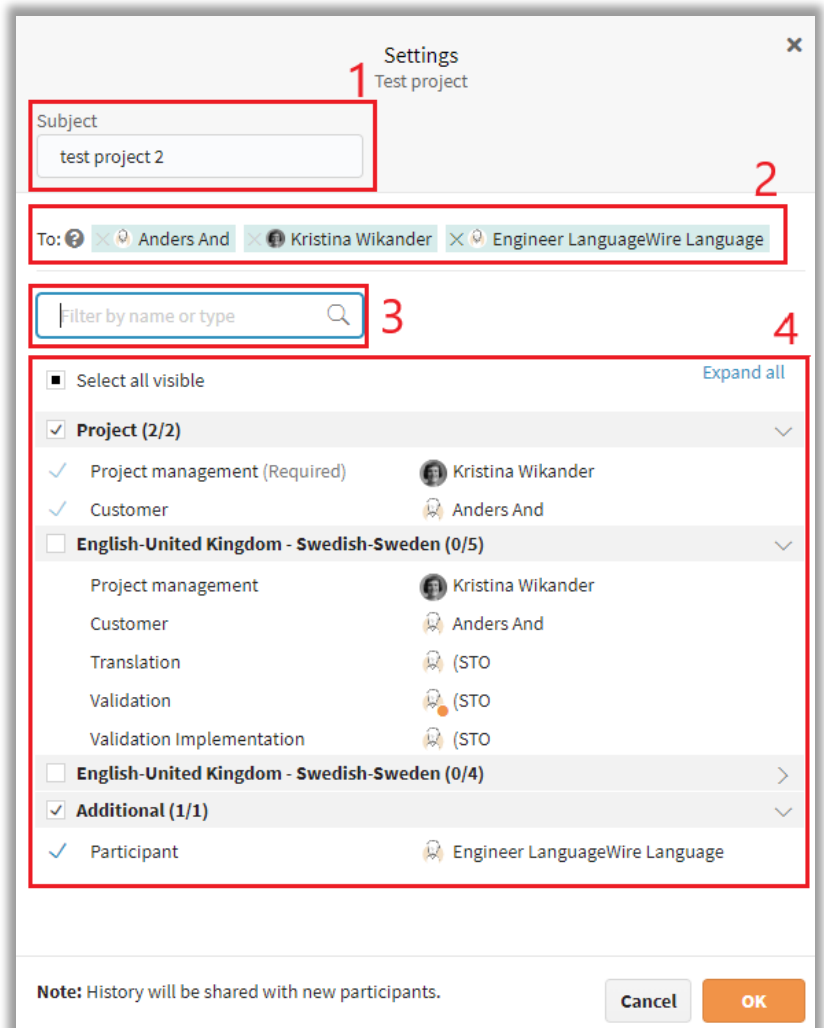 Settings
Test project
1
Subject
test project 2
2
To: ? Anders And Kristina Wikander Engineer LanguageWire Language
Filter by name or type
3
4
Select all visible Expand all
Project (2/2)
Project management (Required) Kristina Wikander
Customer Anders And
English-United Kingdom - Swedish-Sweden (0/5)
Project management Kristina Wikander
Customer Anders And
Translation (STO
Validation (STO
Validation Implementation (STO
English-United Kingdom - Swedish-Sweden (0/4)
Additional (1/1)
Participant Engineer LanguageWire Language
Note: History will be shared with new participants. Cancel OK